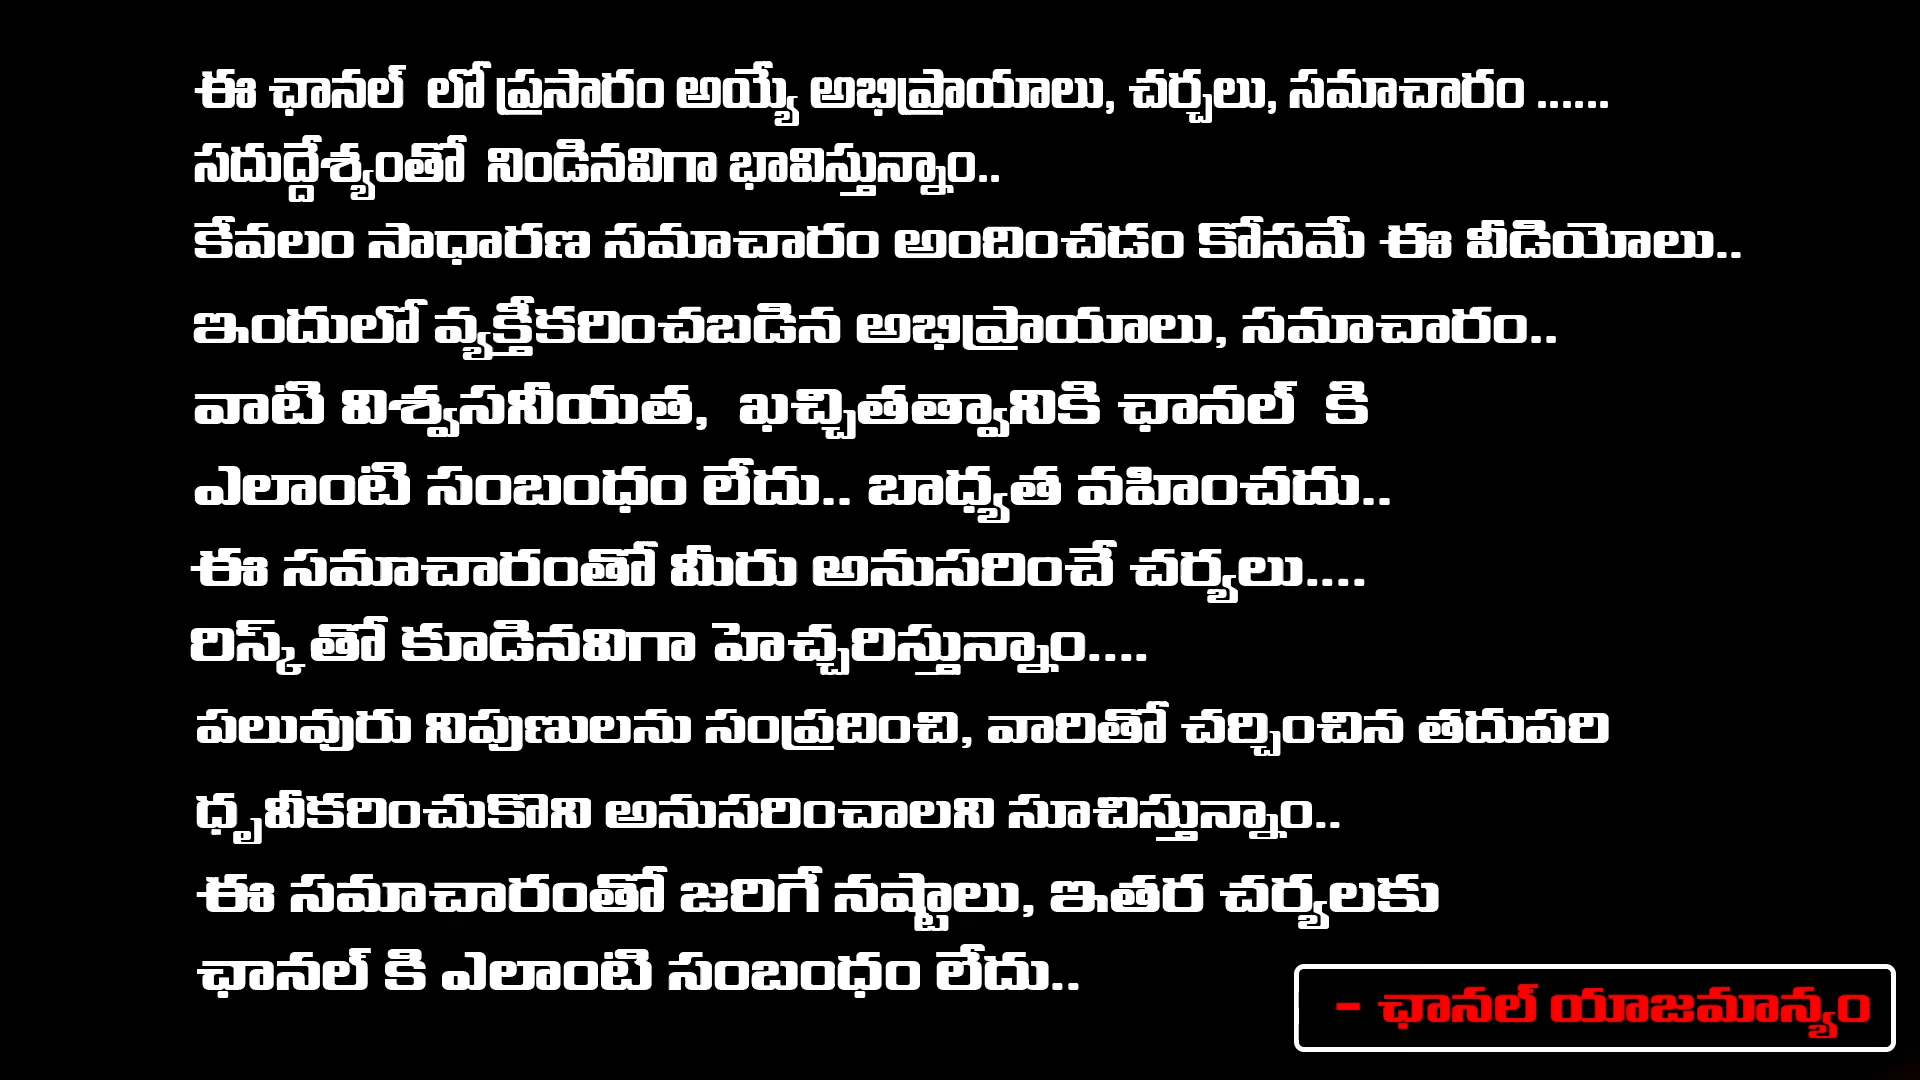 ఈ ఛానల్ లో ప్రసారం అయ్యే అభిప్రాయాలు, చర్చలు, సమాచారం ......
సదుద్దేశ్యంతో నిండినవిగా భావిస్తున్నాం..
కేవలం సాధారణ సమాచారం అందించడం కోసమే ఈ వీడియోలు..
ఇందులో వ్యక్తీకరించబడిన అభిప్రాయాలు, సమాచారం..
వాటి విశ్వసనీయత, ఖచ్చితత్వానికి ఛానల్ కి
ఎలాంటి సంబంధం లేదు.. బాధ్యత వహించదు..
ఈ సమాచారంతో మీరు అనుసరించే చర్యలు....
రిస్క్ తో కూడినవిగా హెచ్చరిస్తున్నాం....
పలువురు నిపుణులను సంప్రదించి, వారితో చర్చించిన తదుపరి
ధృవీకరించుకొని అనుసరించాలని సూచిస్తున్నాం..
ఈ సమాచారంతో జరిగే నష్టాలు, ఇతర చర్యలకు
ఛానల్ కి ఎలాంటి సంబంధం లేదు..
- ఛానల్ యాజమాన్యం